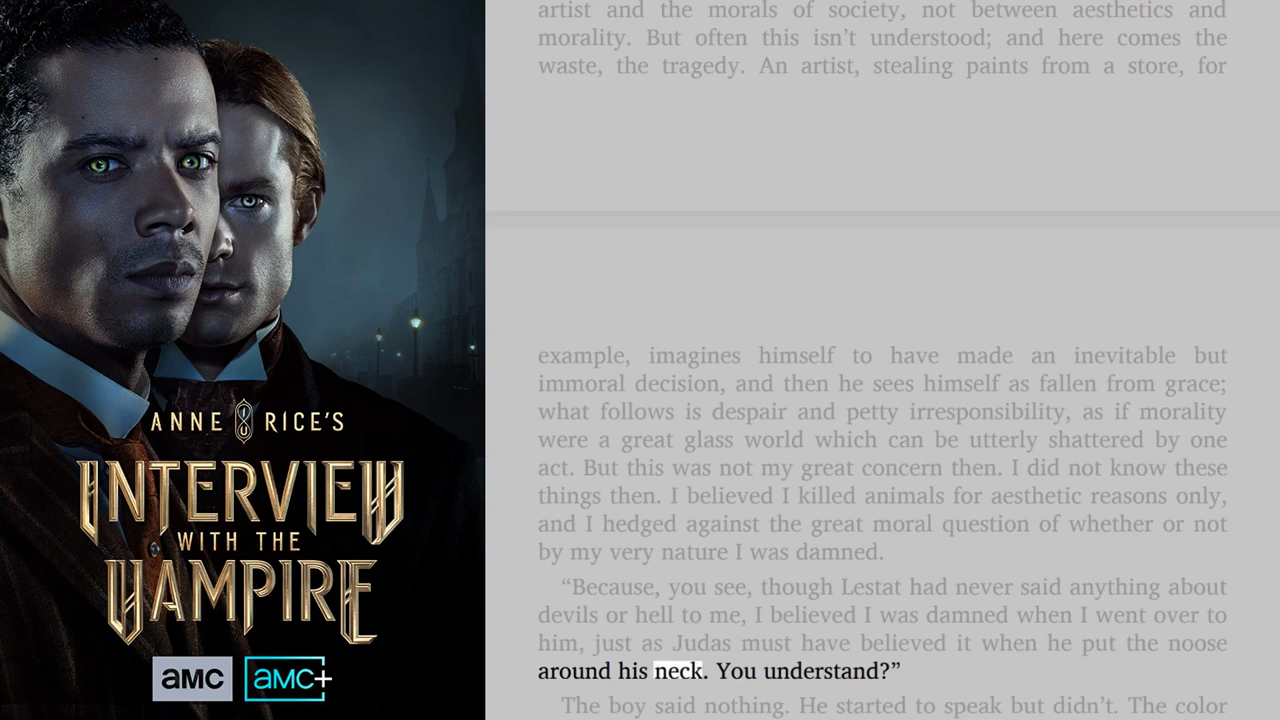 ANNE RICE'S
INTERVIEW
WITH THE
VAMPIRE
aMC
aMC+
artist and the morals of society, not between aesthetics and
morality. But often this isn’t understood; and here comes the
waste, the tragedy. An artist, stealing paints from a store, for
example, imagines himself to have made an inevitable but
immoral decision, and then he sees himself as fallen from grace;
what follows is despair and petty irresponsibility, as if morality
were a great glass world which can be utterly shattered by one
act. But this was not my great concern then. I did not know these
things then. I believed I killed animals for aesthetic reasons only,
and I hedged against the great moral question of whether or not
by my very nature I was damned.
“Because, you see, though Lestat had never said anything about
devils or hell to me, I believed I was damned when I went over to
him, just as Judas must have believed it when he put the noose
around his neck. You understand?”
The boy said nothing. He started to speak but didn’t. The color